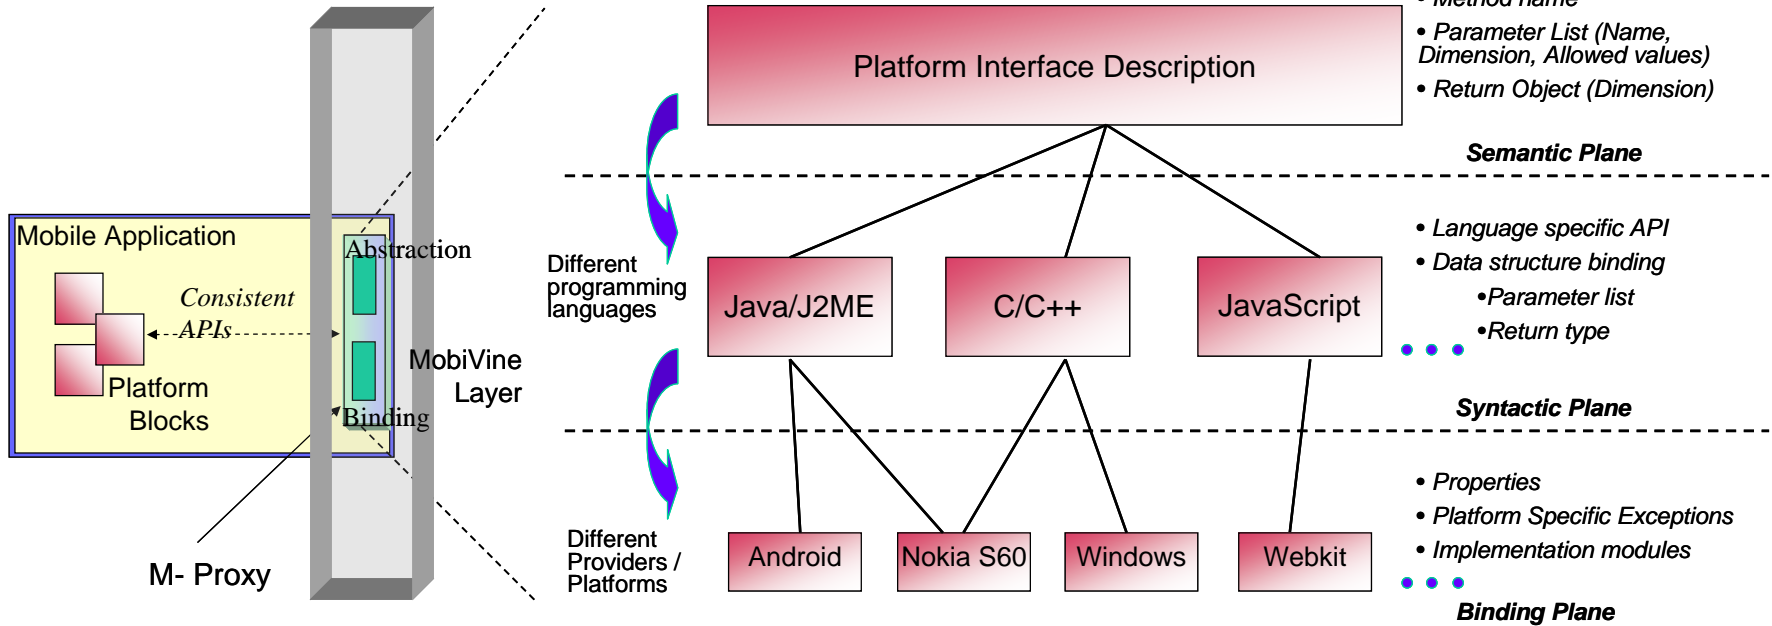 Mobile Application
Consistent
APIs
Platform
Blocks
Abstraction
Binding
MobiVine
Layer
M- Proxy
Platform Interface Description
• Method name
• Parameter List (Name,
Dimension, Allowed values)
• Return Object (Dimension)
Semantic Plane
Different
programming
languages
Java/J2ME
C/C++
JavaScript
• Language specific API
• Data structure binding
•Parameter list
•Return type
Syntactic Plane
Different
Providers /
Platforms
Android
Nokia S60
Windows
Webkit
• Properties
• Platform Specific Exceptions
• Implementation modules
Binding Plane